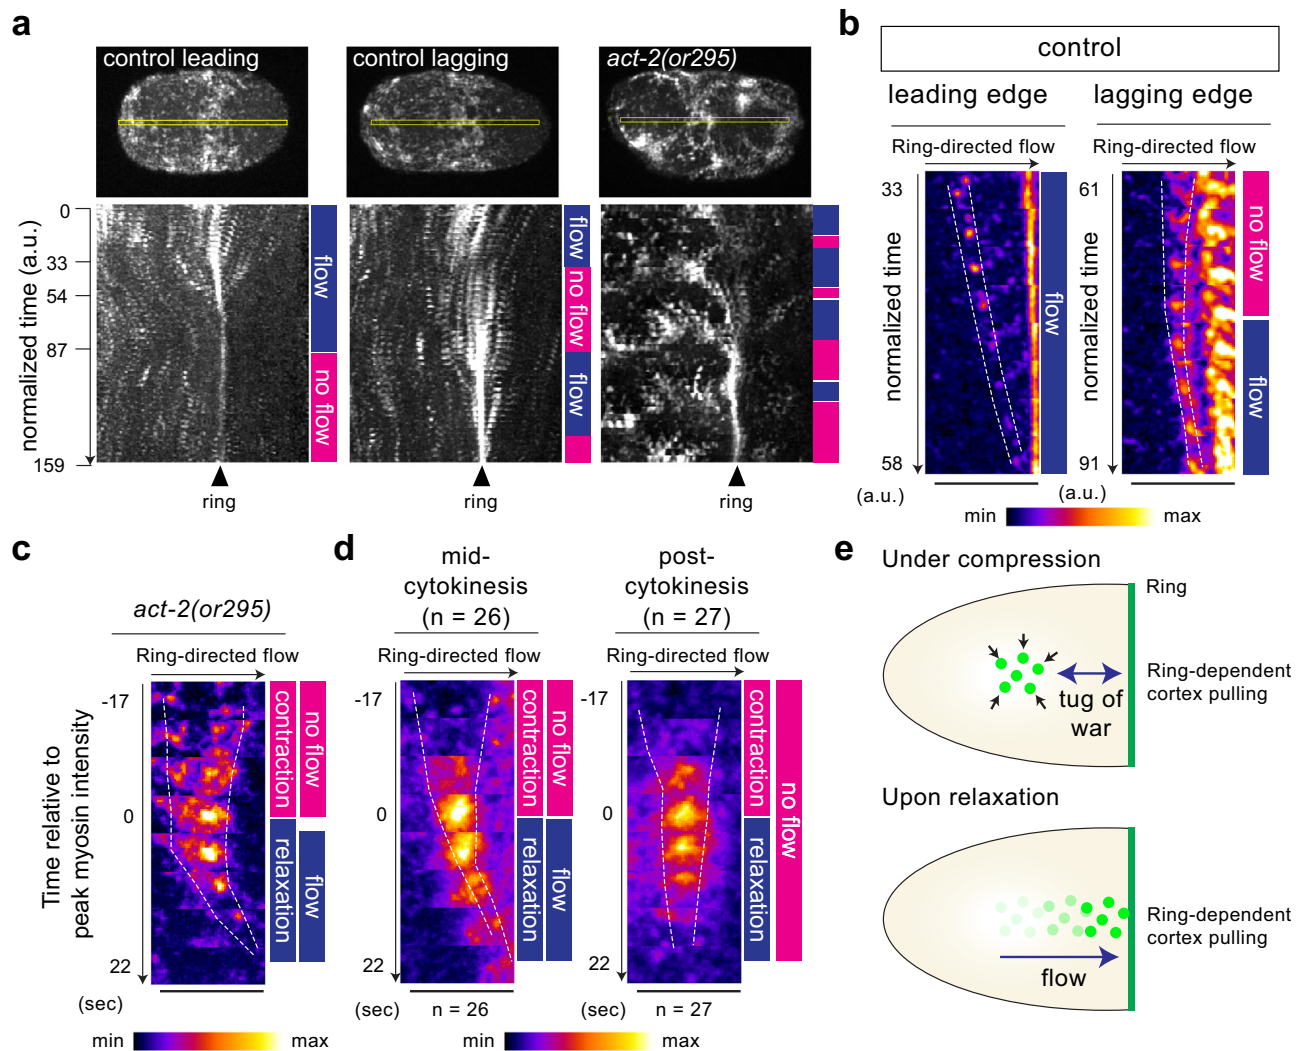 a
control leading
control lagging
act-2(or295)
normalized time (a.u.)
0
33
54
87
159
flow
no flow
flow
no flow
flow
ring
ring
ring
b
control
leading edge
lagging edge
Ring-directed flow
Ring-directed flow
normalized time
33
58
(a.u.)
flow
normalized time
61
91
(a.u.)
no flow
flow
min
max
c
act-2(or295)
Ring-directed flow
Time relative to
peak myosin intensity
-17
0
22
(sec)
contraction
relaxation
no flow
flow
min
max
d
mid-
cytokinesis
(n = 26)
post-
cytokinesis
(n = 27)
Ring-directed flow
-17
0
22
(sec)
n = 26
contraction
relaxation
no flow
flow
-17
0
22
(sec)
n = 27
contraction
relaxation
no flow
min
max
e
Under compression
Ring
Ring-dependent
cortex pulling
tug of
war
Upon relaxation
Ring-dependent
cortex pulling
flow